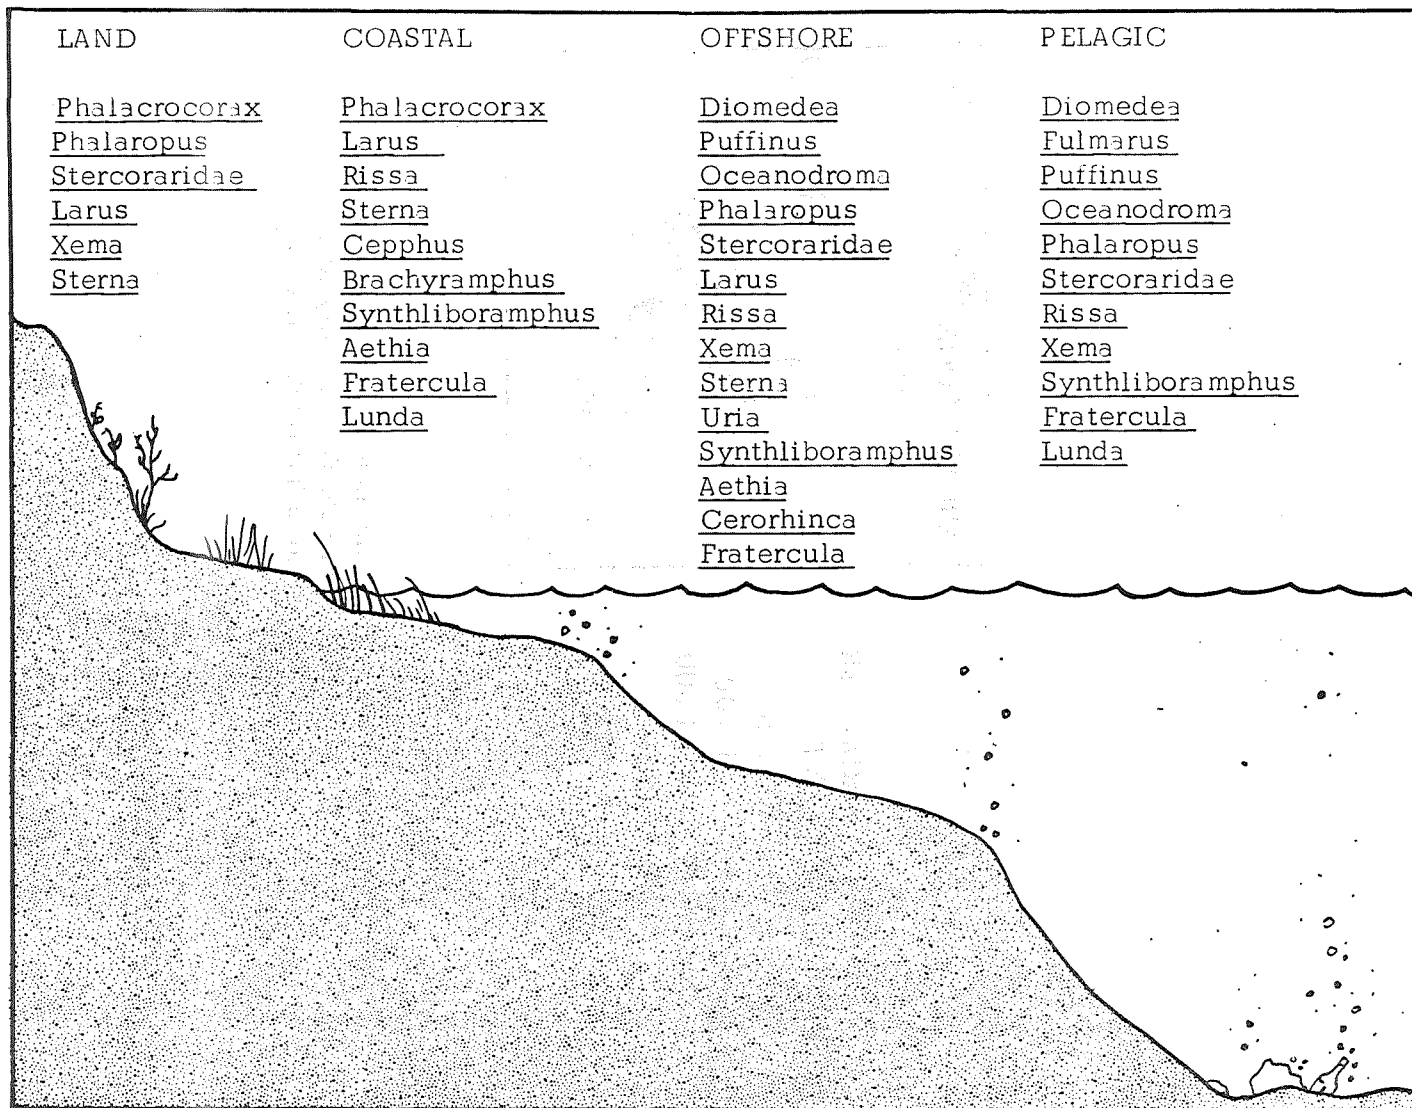 LAND
Phalacrocorax
Phalaropus
Stercoraridae
Larus
Xema
Sterna
COASTAL
Phalacrocorax
Larus
Rissa
Sterna
Cepphus
Brachyramphus
Synthliboramphus
Aethia
Fratercula
Lunda
OFFSHORE
Diomedea
Puffinus
Oceanodroma
Phalaropus
Stercoraridae
Larus
Rissa
Xema
Sterna
Uria
Synthliboramphus
Aethia
Cerorhinca
Fratercula
PELAGIC
Diomedea
Fulmarus
Puffinus
Oceanodroma
Phalaropus
Stercoraridae
Rissa
Xema
Synthliboramphus
Fratercula
Lunda